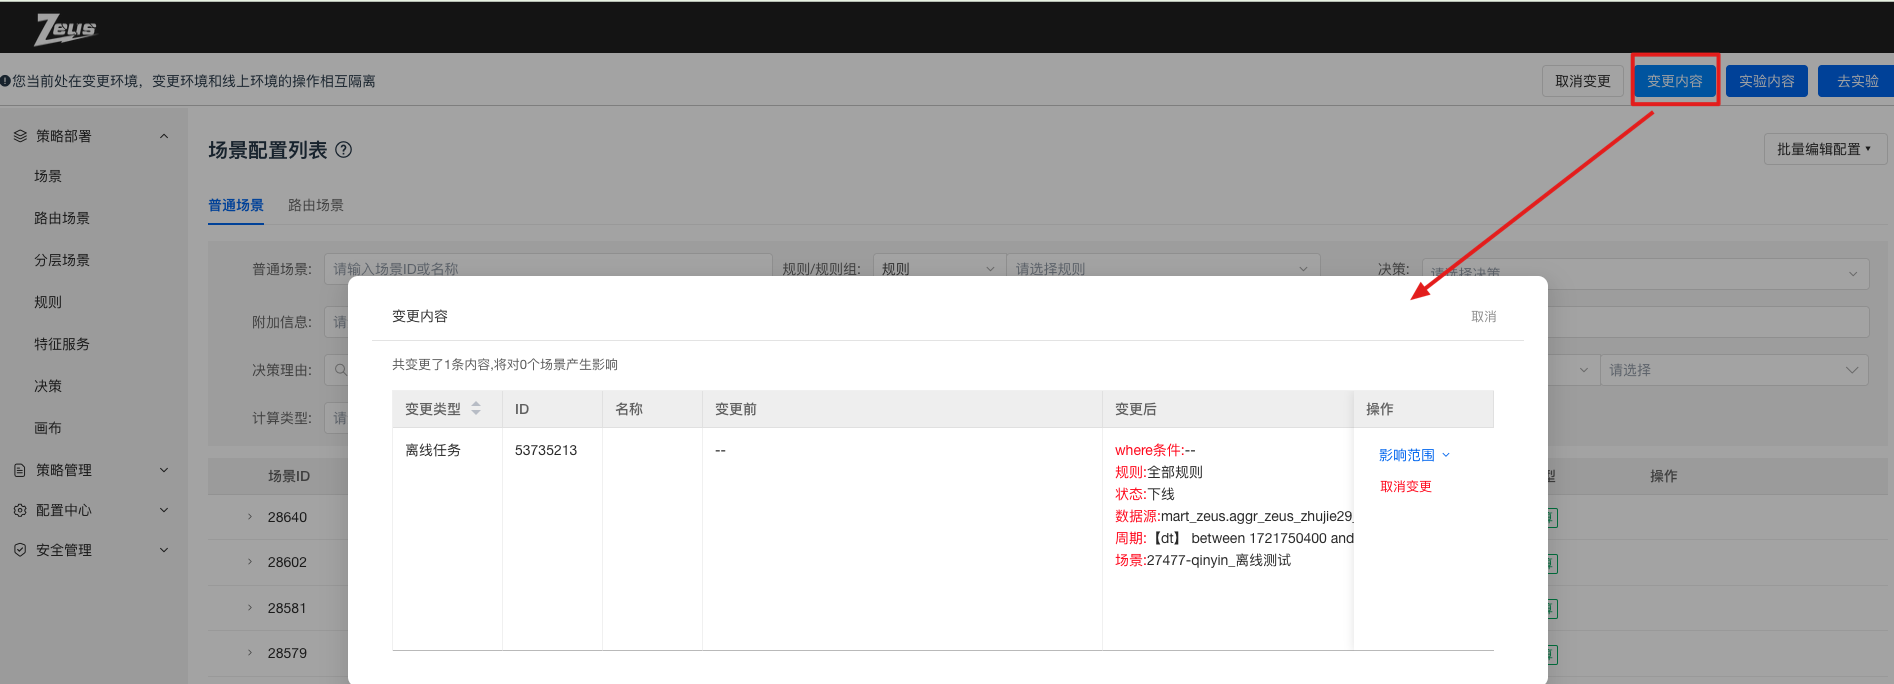 Zeus
您当前处在变更环境，变更环境和线上环境的操作相互隔离
取消变更
变更内容
实验内容
去实验
策略部署
场景
路由场景
分层场景
规则
特征服务
决策
画布
策略管理
配置中心
安全管理
场景配置列表
批量编辑配置
普通场景
路由场景
普通场景:
请输入场景ID或名称
规则/规则组:
规则
请选择规则
决策:
请选择决策
附加信息:
请
决策理由:
请选择
计算类型:
请
场景ID
型
操作
28640
28602
28581
28579
变更内容
取消
共变更了1条内容,将对0个场景产生影响
变更类型
ID
名称
变更前
变更后
操作
离线任务
53735213
--
where条件:--
规则:全部规则
状态:下线
数据源:mart_zeus.aggr_zeus_zhujie29_
周期:【dt】 between 1721750400 and
场景:27477-qinyin_离线测试
影响范围
取消变更